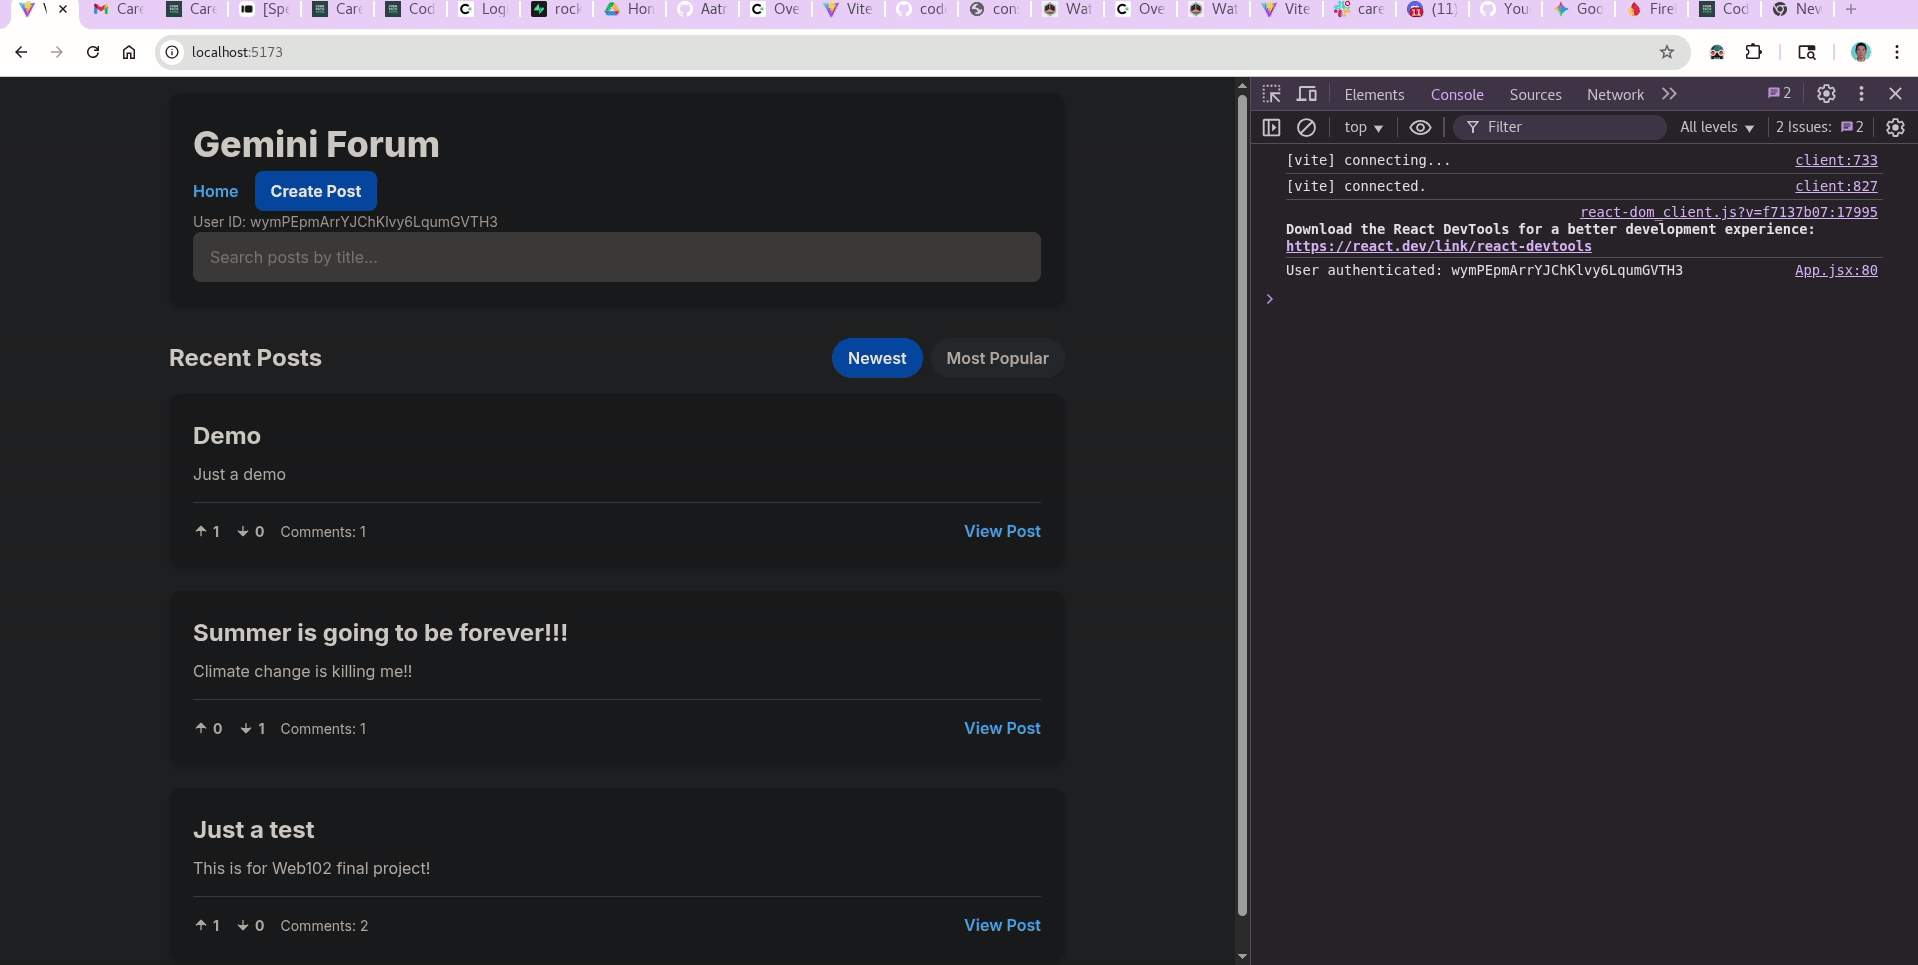 Care
Care
[Spe
Care
Cod
Log
rock
Hon
Aatr
Ove
Vite
cod
con
Wat
Ove
Wat
Vite
care
(11)
You
Goo
Fire
Cod
New
localhost:5173
Gemini Forum
Home Create Post
User ID: wymPEpmArrYJChKlvy6LqumGVTH3
Search posts by title...
Recent Posts Newest Most Popular
Demo
Just a demo
1 0 Comments: 1 View Post
Summer is going to be forever!!!
Climate change is killing me!!
0 1 Comments: 1 View Post
Just a test
This is for Web102 final project!
1 0 Comments: 2 View Post
Elements Console Sources Network 2
top Filter All levels 2 Issues: 2
[vite] connecting... client:733
[vite] connected. client:827
react-dom_client.js?v=f7137b07:17995
Download the React DevTools for a better development experience:
https://react.dev/link/react-devtools
User authenticated: wymPEpmArrYJChKlvy6LqumGVTH3 App.jsx:80